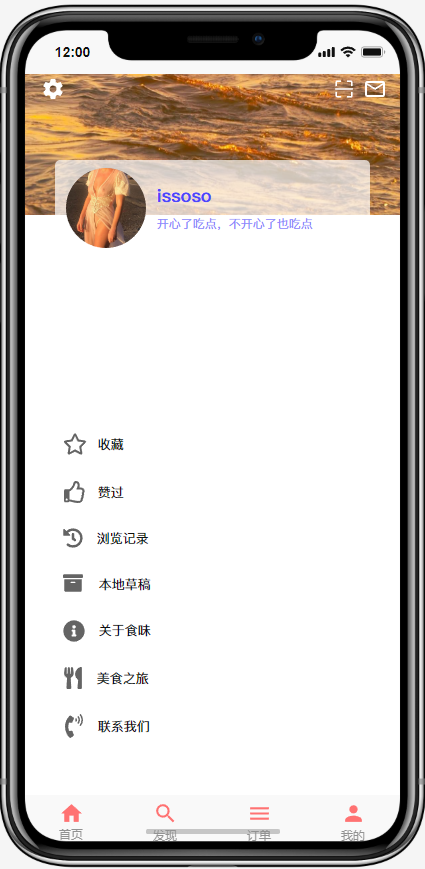 12:00
issoso
开心了吃点，不开心了也吃点
收藏
赞过
浏览记录
本地草稿
关于食味
美食之旅
联系我们
首页 发现 订单 我的